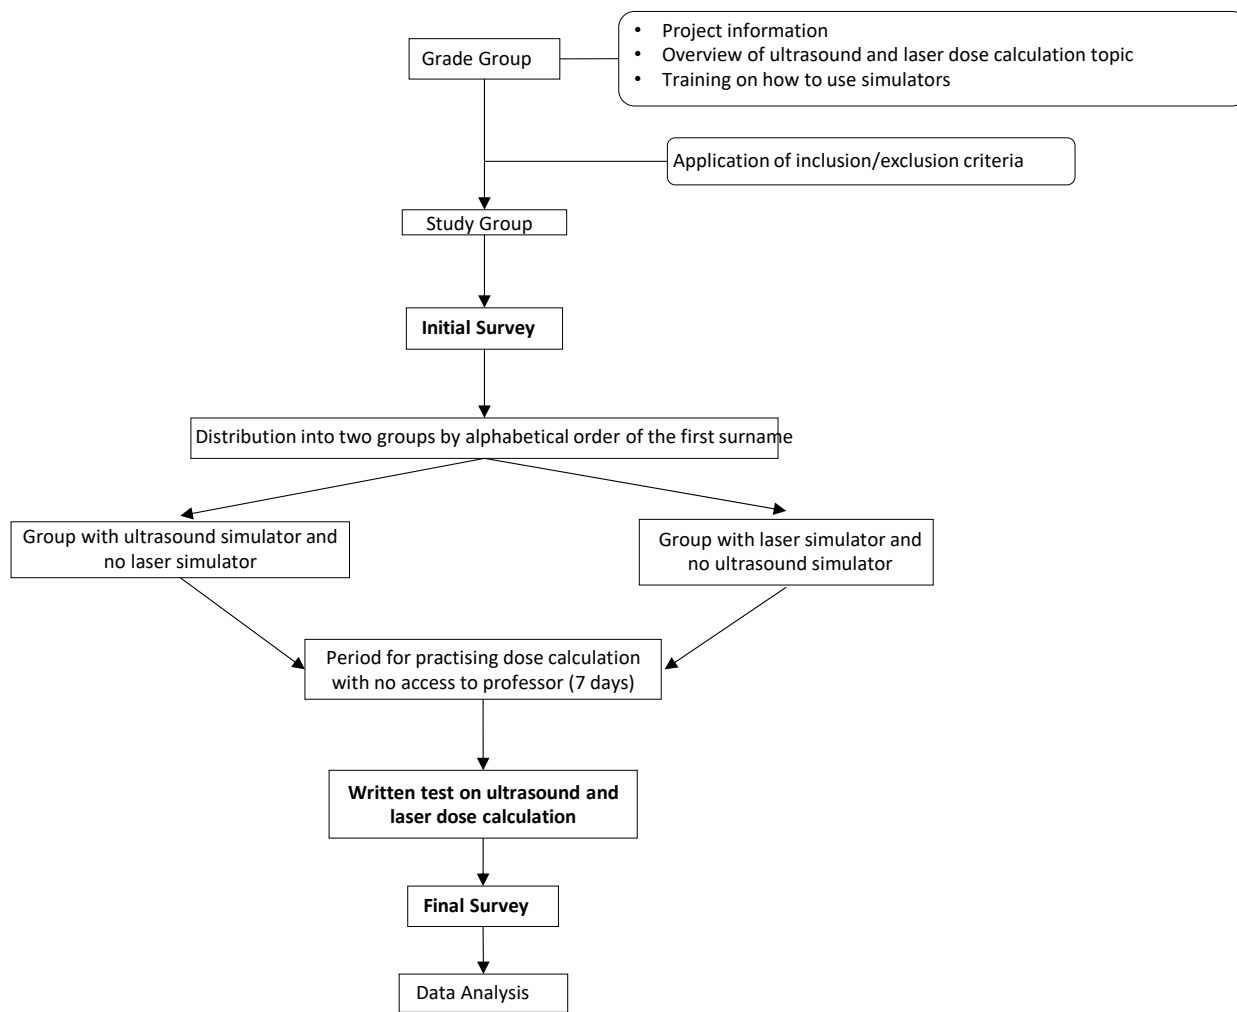 Grade Group
• Project information
• Overview of ultrasound and laser dose calculation topic
• Training on how to use simulators
Application of inclusion/exclusion criteria
Study Group
Initial Survey
Distribution into two groups by alphabetical order of the first surname
Group with ultrasound simulator and
no laser simulator
Group with laser simulator and
no ultrasound simulator
Period for practising dose calculation
with no access to professor (7 days)
Written test on ultrasound and
laser dose calculation
Final Survey
Data Analysis